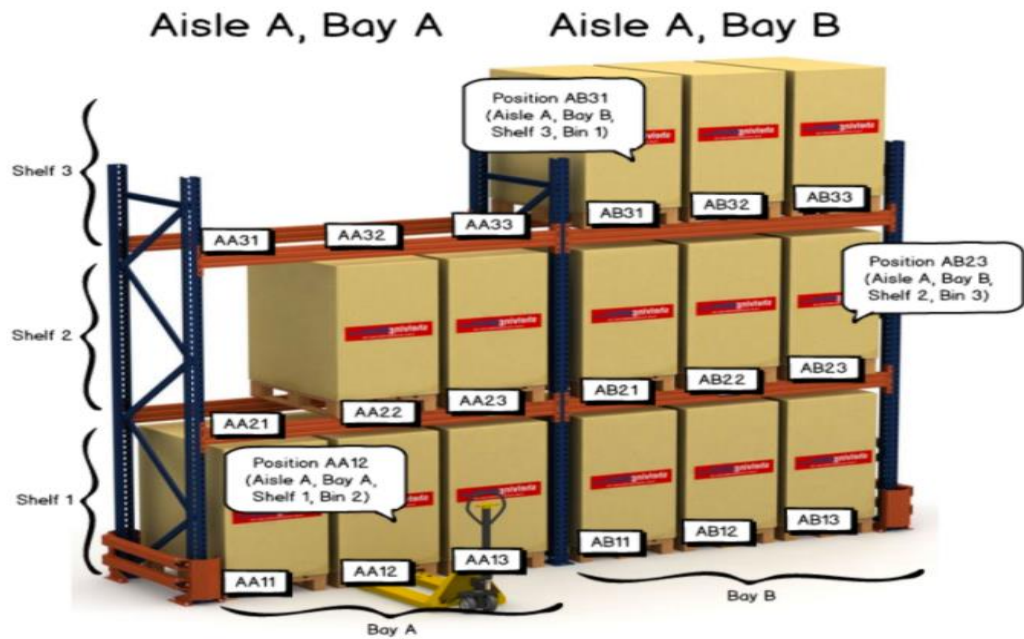 Aisle A, Bay A
Aisle A, Bay B
Position AB31
(Aisle A, Bay B,
Shelf 3, Bin 1)
Shelf 3
AA31
AA32
AA33
AB31
AB32
AB33
Position AB23
(Aisle A, Bay B,
Shelf 2, Bin 3)
Shelf 2
AA21
AA22
AA23
AB21
AB22
AB23
Position AA12
(Aisle A, Bay A,
Shelf 1, Bin 2)
Shelf 1
AA11
AA12
AA13
AB11
AB12
AB13
Bay A
Bay B